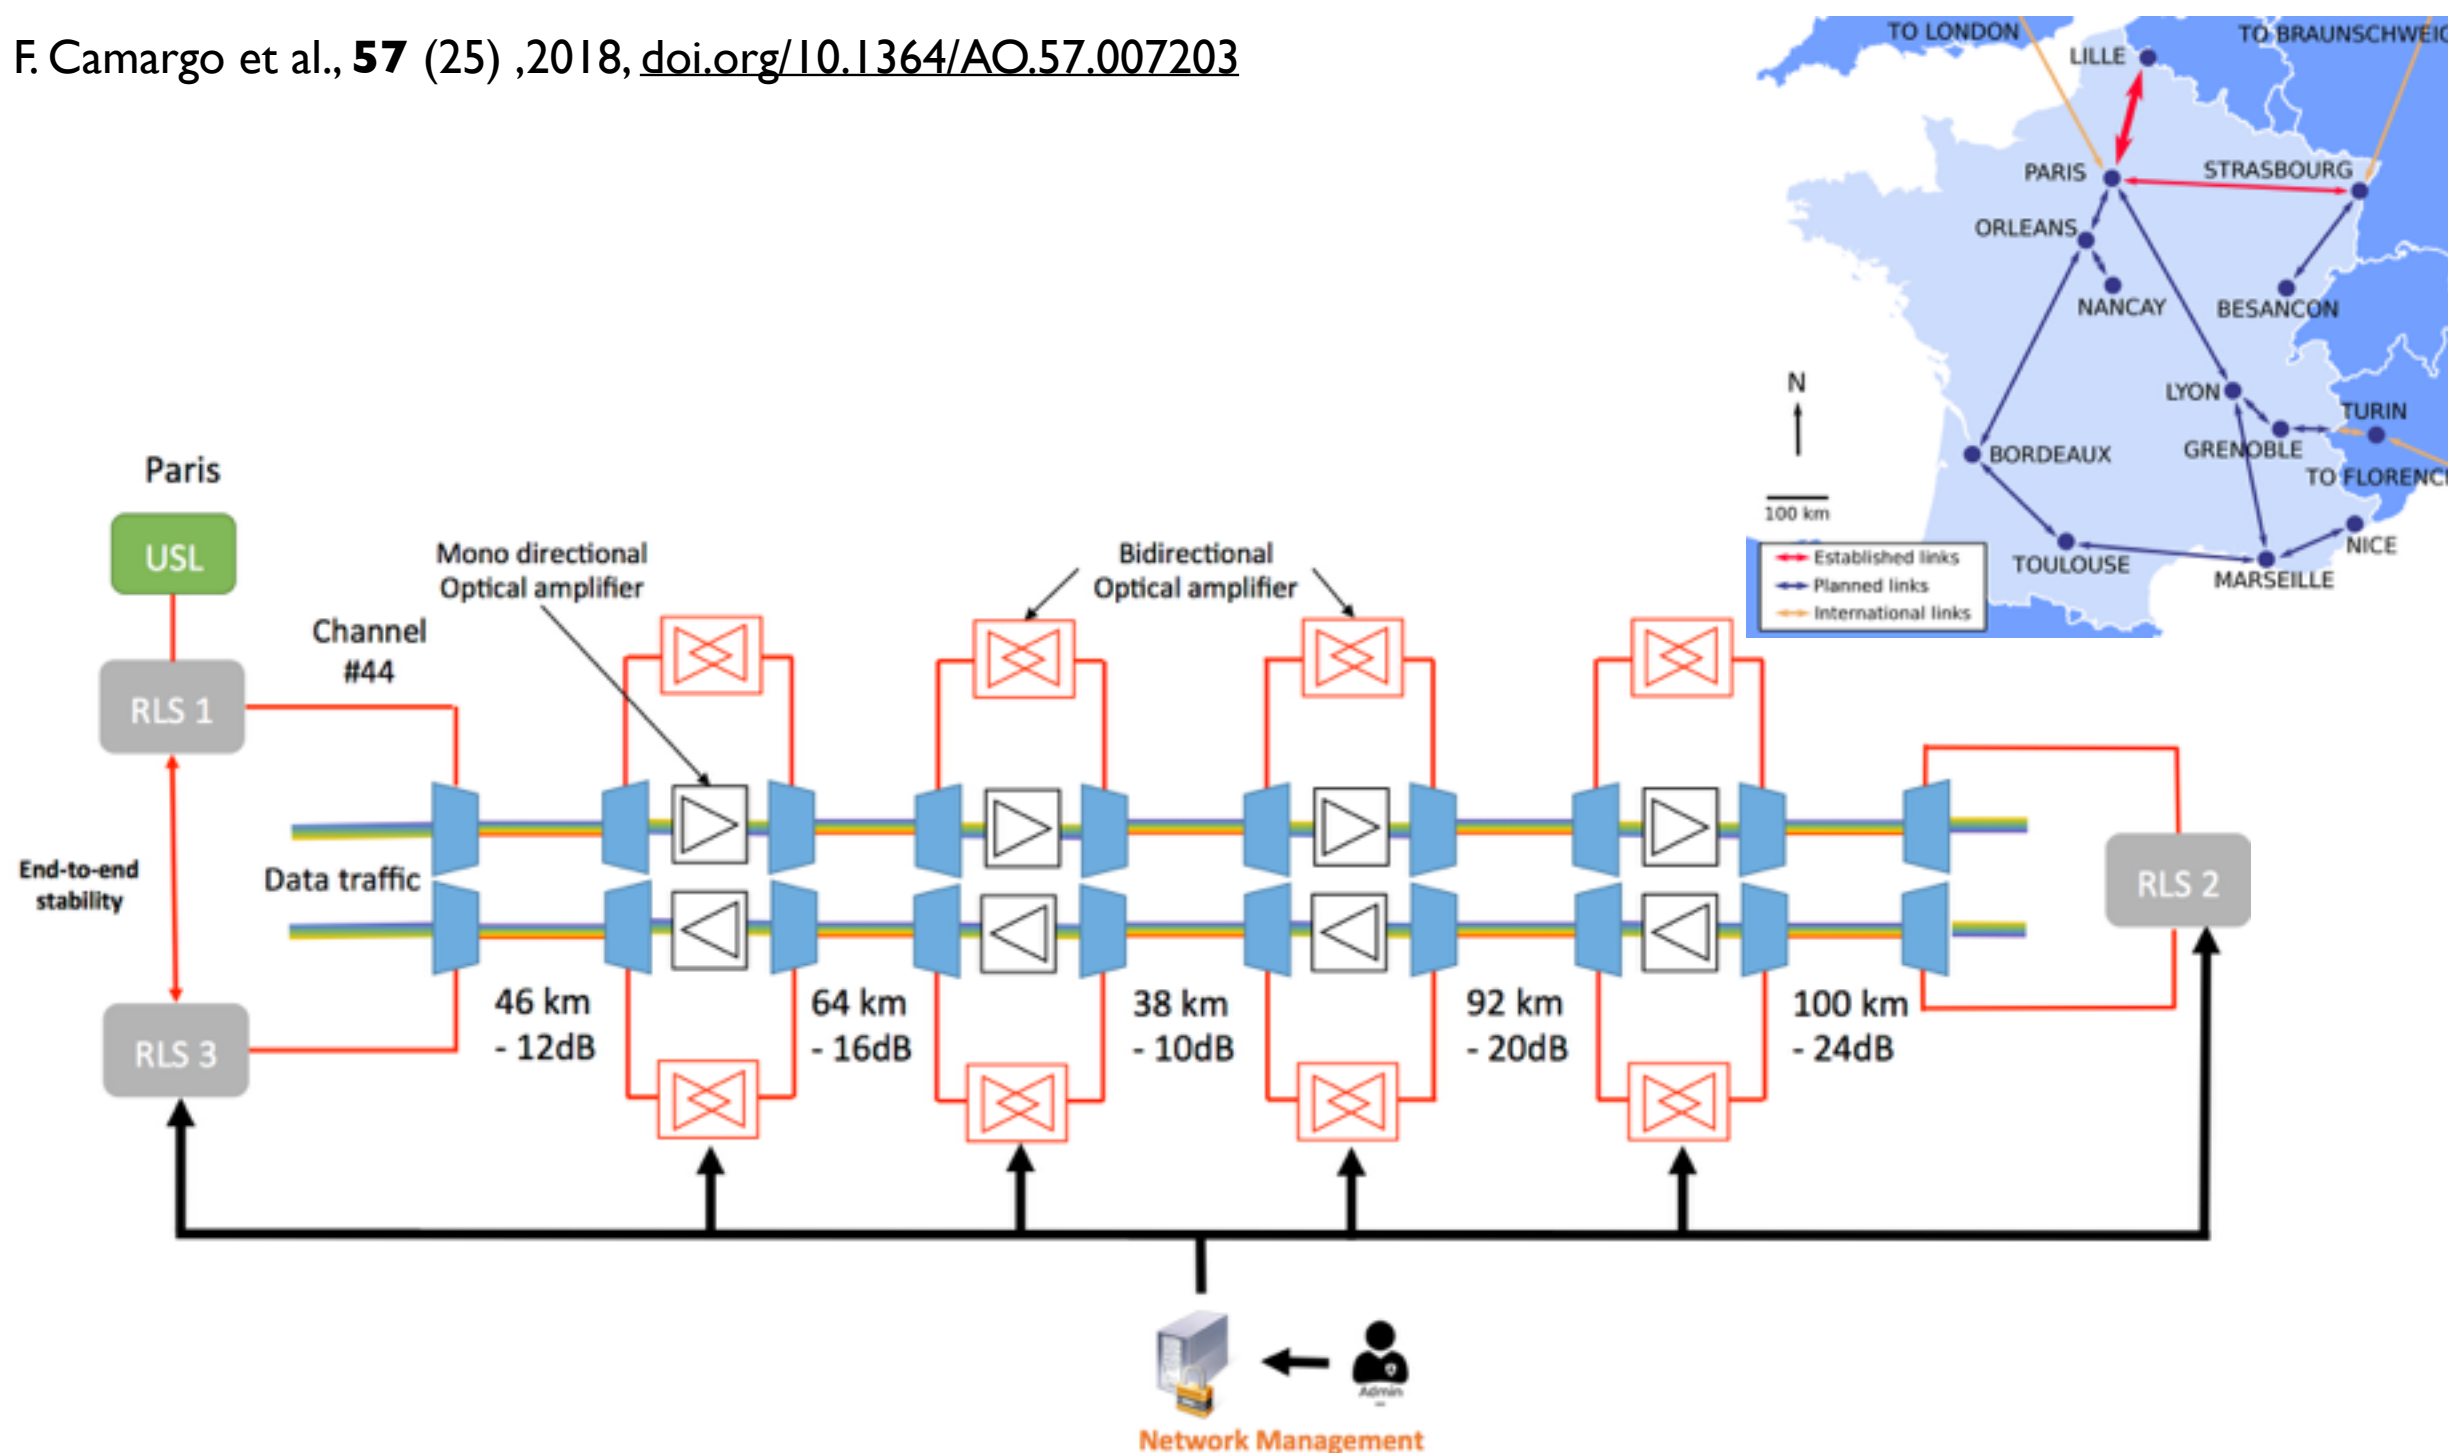 F. Camargo et al., 57 (25) ,2018, doi.org/10.1364/AO.57.007203
TO LONDON
TO BRAUNSCHWEIG
LILLE
PARIS
STRASBOURG
ORLEANS
NANCAY
BESANCON
N
LYON
TURIN
GRENOBLE
BORDEAUX
TO FLORENCE
100 km
NICE
TOULOUSE
MARSEILLE
Established links
Planned links
International links
Paris
USL
Mono directional
Optical amplifier
Bidirectional
Optical amplifier
Channel
#44
RLS 1
End-to-end
stability
Data traffic
RLS 2
46 km
- 12dB
64 km
- 16dB
38 km
- 10dB
92 km
- 20dB
100 km
- 24dB
RLS 3
Admin
Network Management